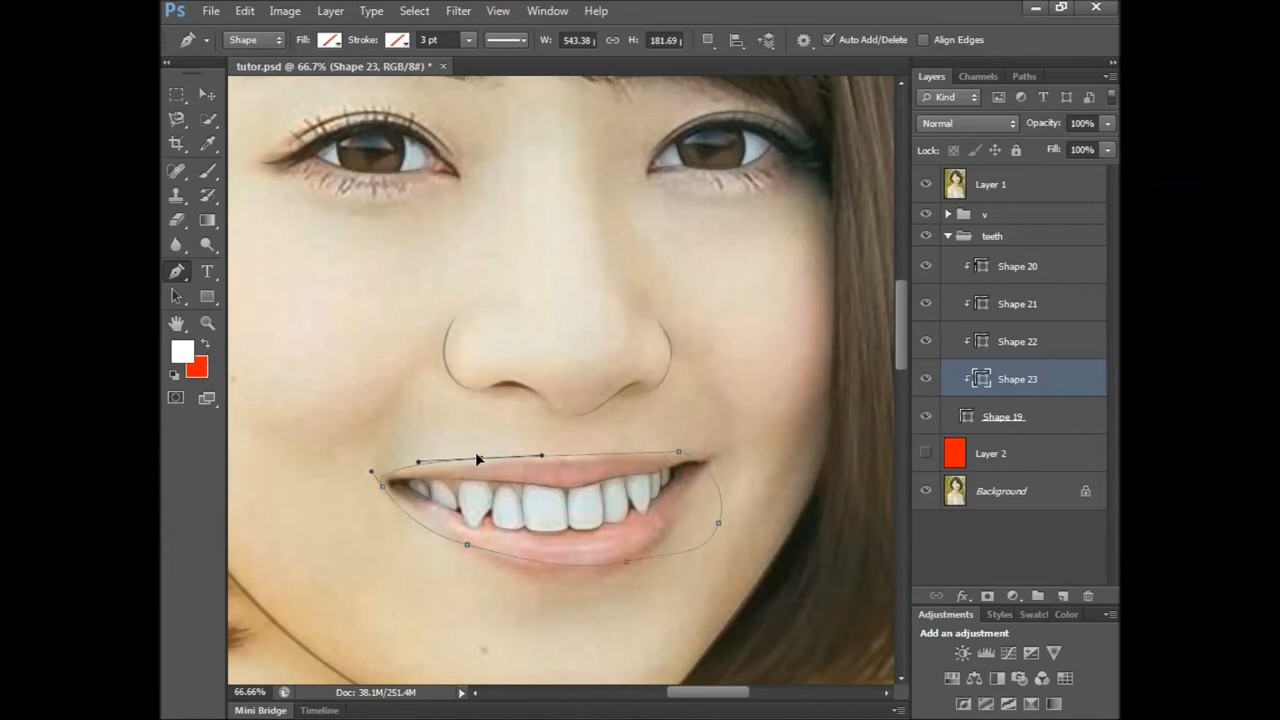 Ps File Edit Image Layer Type Select Filter View Window Help
Shape Fill: Stroke: 3 pt W: 543.38 H: 181.69 Auto Add/Delete Align Edges
tutor.psd @ 66.7% (Shape 23, RGB/8#) * ×
Layers Channels Paths
Kind
Normal Opacity: 100%
Lock: Fill: 100%
Layer 1
v
teeth
Shape 20
Shape 21
Shape 22
Shape 23
Shape 19
Layer 2
Background
Adjustments Styles Swatcl Color
Add an adjustment
66.66% Doc: 38.1M/251.4M
Mini Bridge Timeline